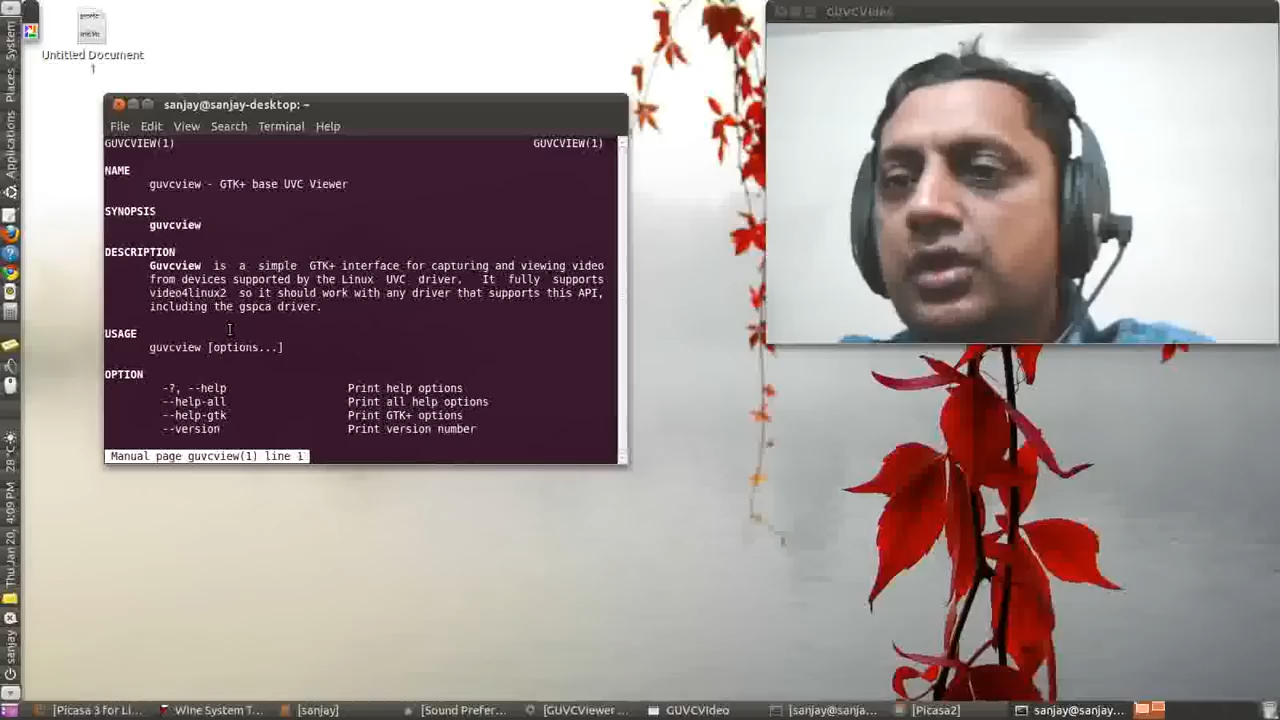 System
Places
Applications
28 °C
Thu Jan 20, 4:09 PM
sanjay
Untitled Document
1
sanjay@sanjay-desktop: ~
File Edit View Search Terminal Help
GUVCVIEW(1) GUVCVIEW(1)
NAME
guvcview - GTK+ base UVC Viewer
SYNOPSIS
guvcview
DESCRIPTION
Guvcview is a simple GTK+ interface for capturing and viewing video
from devices supported by the Linux UVC driver. It fully supports
video4linux2 so it should work with any driver that supports this API,
including the gspca driver.
USAGE
guvcview [options...]
OPTION
-?, --help Print help options
--help-all Print all help options
--help-gtk Print GTK+ options
--version Print version number
Manual page guvcview(1) line 1
GUVCVideo
[Picasa 3 for Li... Wine System T... [sanjay] [Sound Prefer... [GUVCViewer ... GUVCVideo [sanjay@sanja... [Picasa2] sanjay@sanjay...